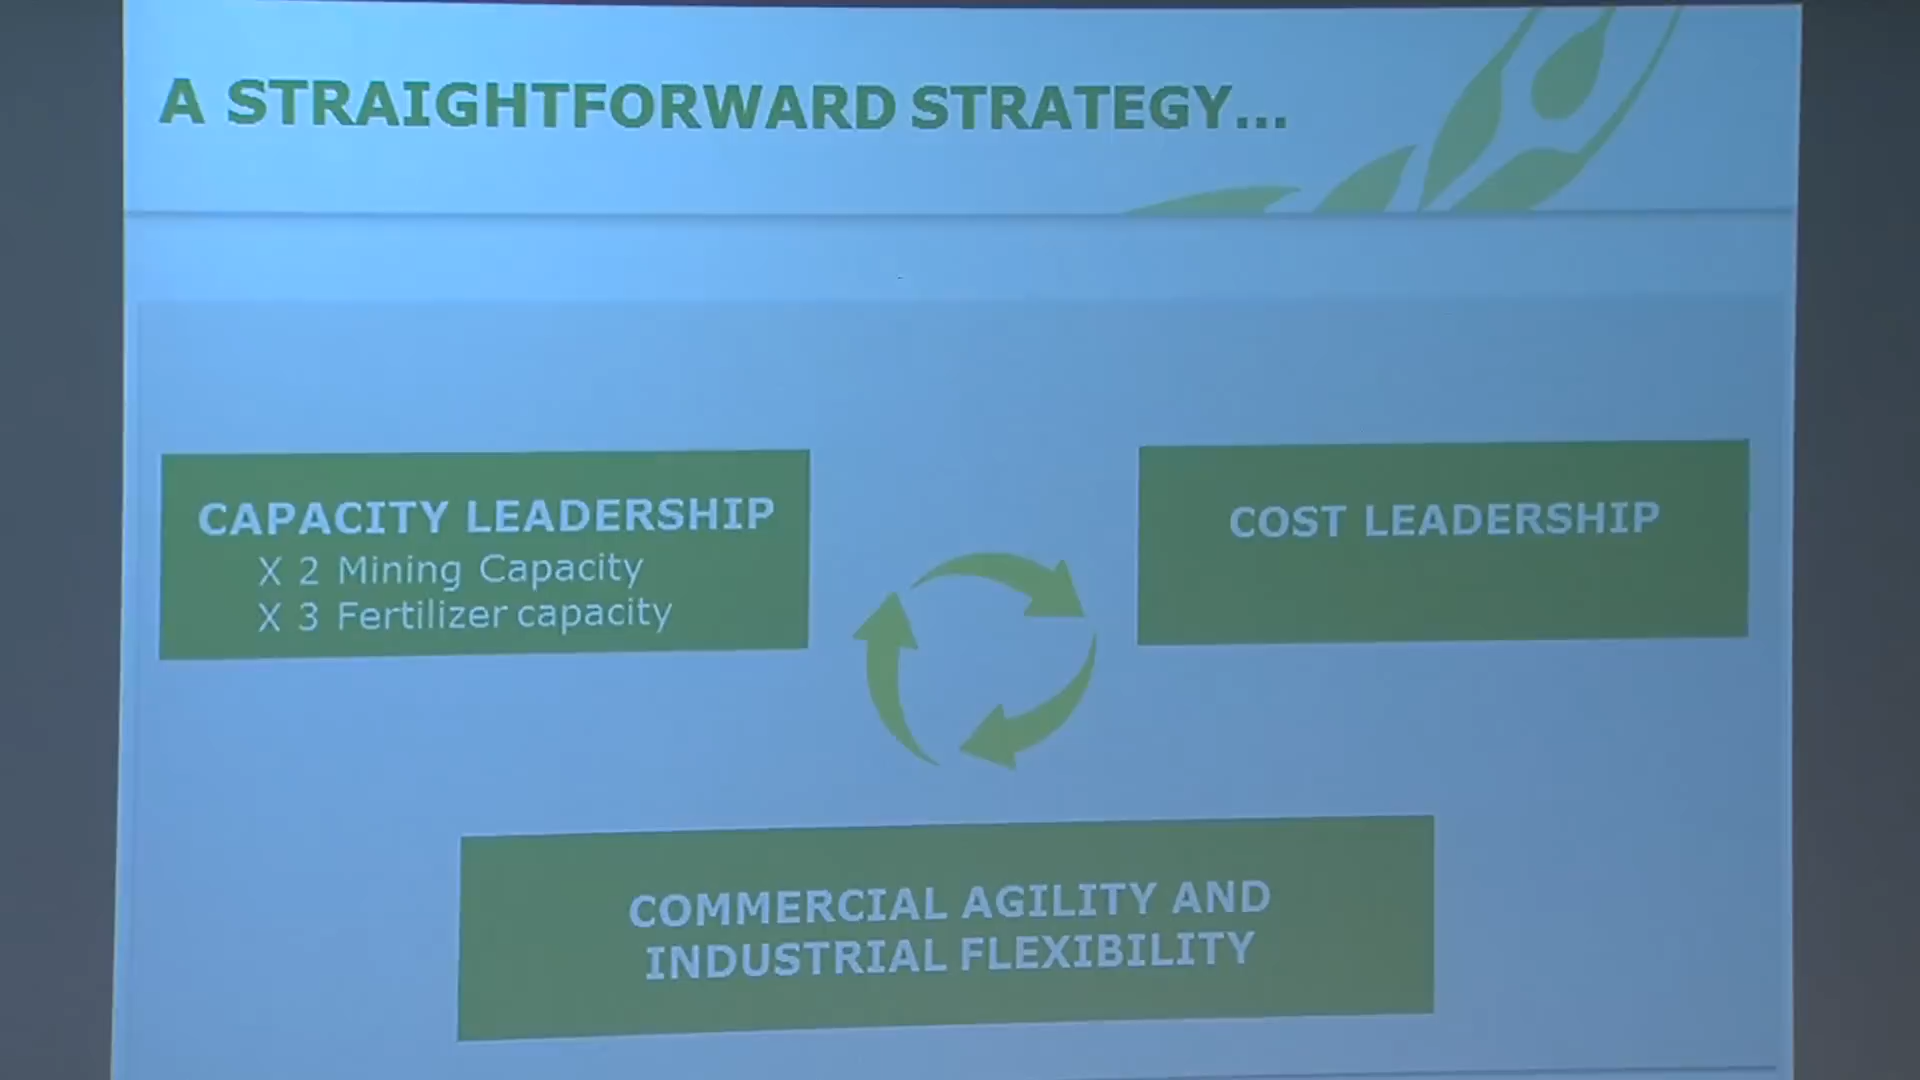 A STRAIGHTFORWARD STRATEGY...
CAPACITY LEADERSHIP
X 2 Mining Capacity
X 3 Fertilizer capacity
COST LEADERSHIP
COMMERCIAL AGILITY AND
INDUSTRIAL FLEXIBILITY